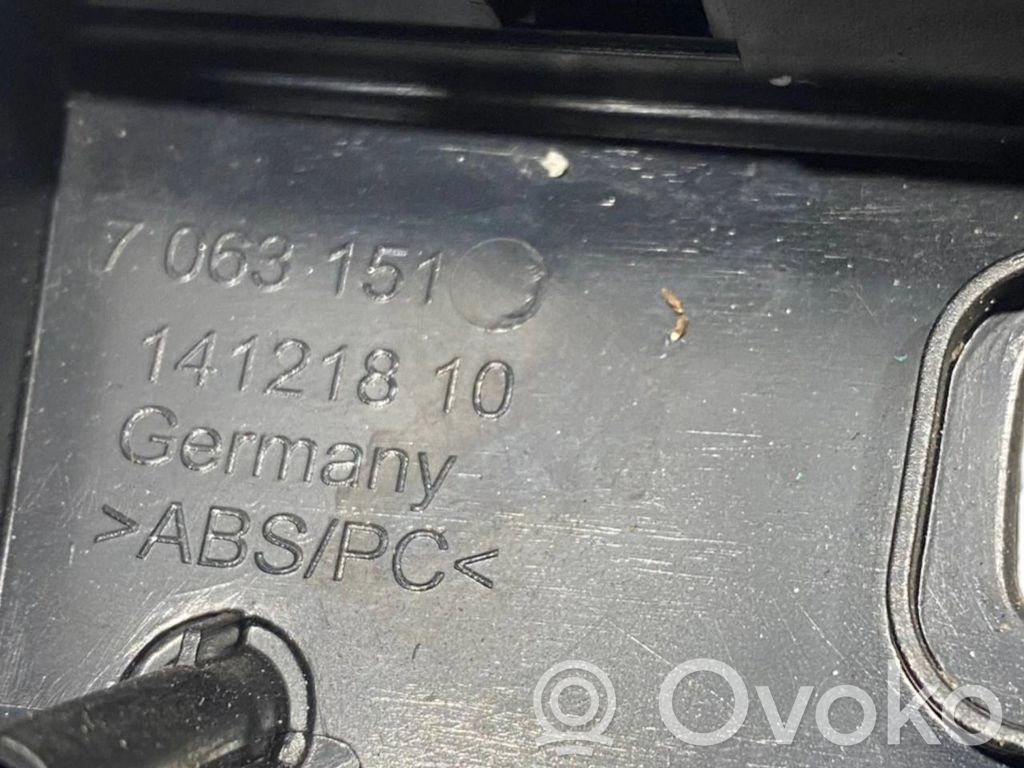 7 063 151
141218 10
Germany
>ABS/PC<
© Ovoko